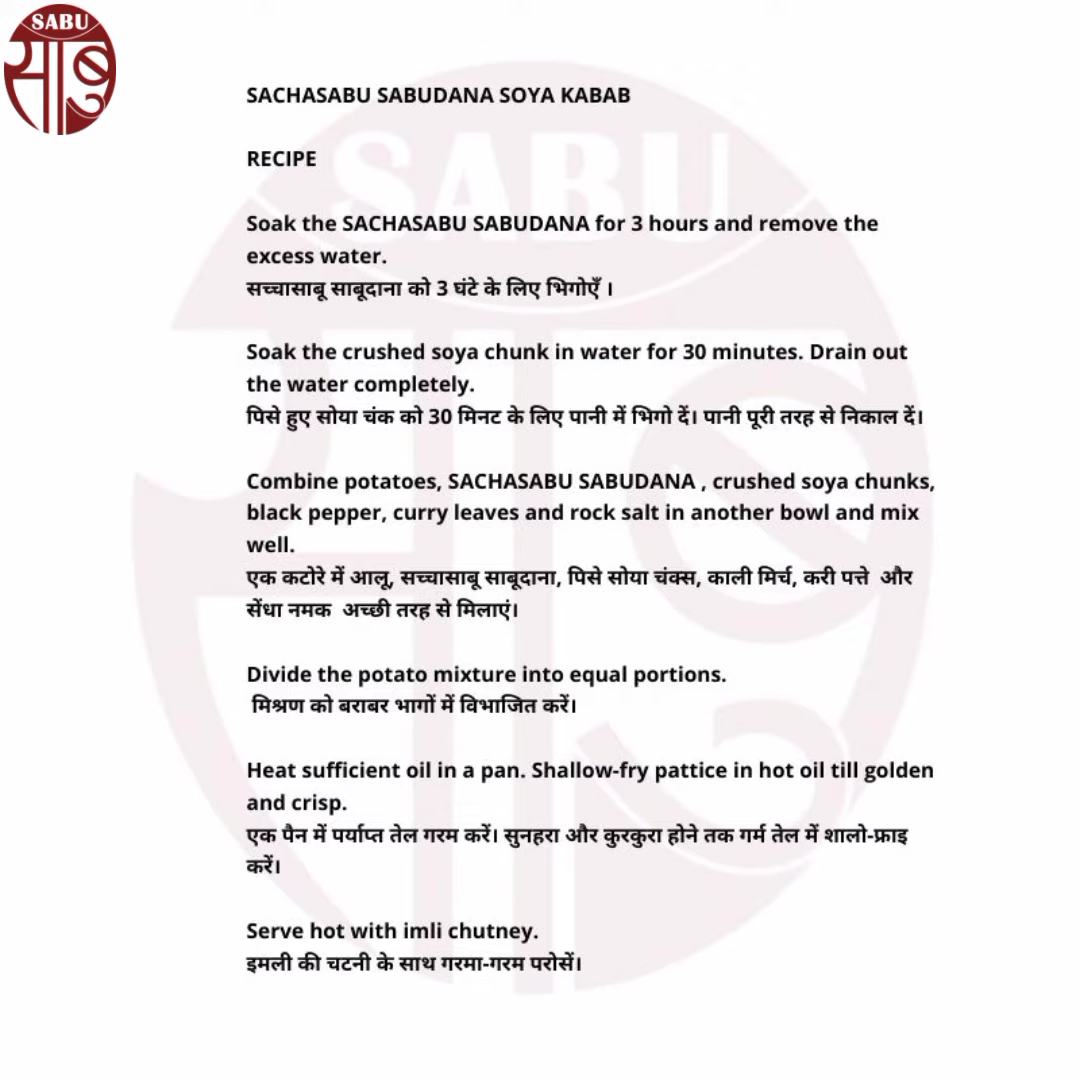 SABU
साबु
SACHASABU SABUDANA SOYA KABAB
RECIPE
Soak the SACHASABU SABUDANA for 3 hours and remove the
excess water.
सच्चासाबू साबूदाना को 3 घंटे के लिए भिगोएँ ।
Soak the crushed soya chunk in water for 30 minutes. Drain out
the water completely.
पिसे हुए सोया चंक को 30 मिनट के लिए पानी में भिगो दें। पानी पूरी तरह से निकाल दें।
Combine potatoes, SACHASABU SABUDANA , crushed soya chunks,
black pepper, curry leaves and rock salt in another bowl and mix
well.
एक कटोरे में आलू, सच्चासाबू साबूदाना, पिसे सोया चंक्स, काली मिर्च, करी पत्ते और
सेंधा नमक अच्छी तरह से मिलाएं।
Divide the potato mixture into equal portions.
मिश्रण को बराबर भागों में विभाजित करें।
Heat sufficient oil in a pan. Shallow-fry pattice in hot oil till golden
and crisp.
एक पैन में पर्याप्त तेल गरम करें। सुनहरा और कुरकुरा होने तक गर्म तेल में शालो-फ्राइ
करें।
Serve hot with imli chutney.
इमली की चटनी के साथ गरमा-गरम परोसें।